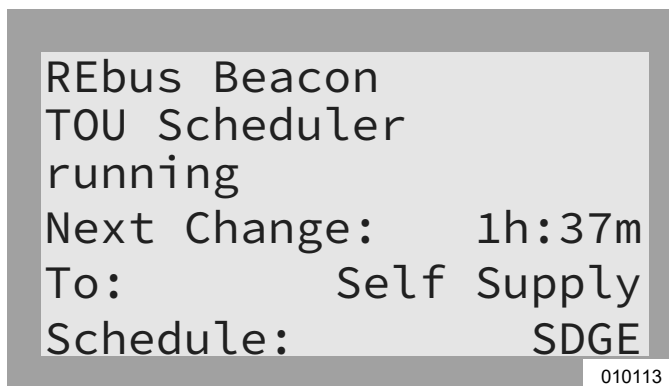 REbus Beacon
TOU Scheduler
running
Next Change: 1h:37m
To: Self Supply
Schedule: SDGE
010113